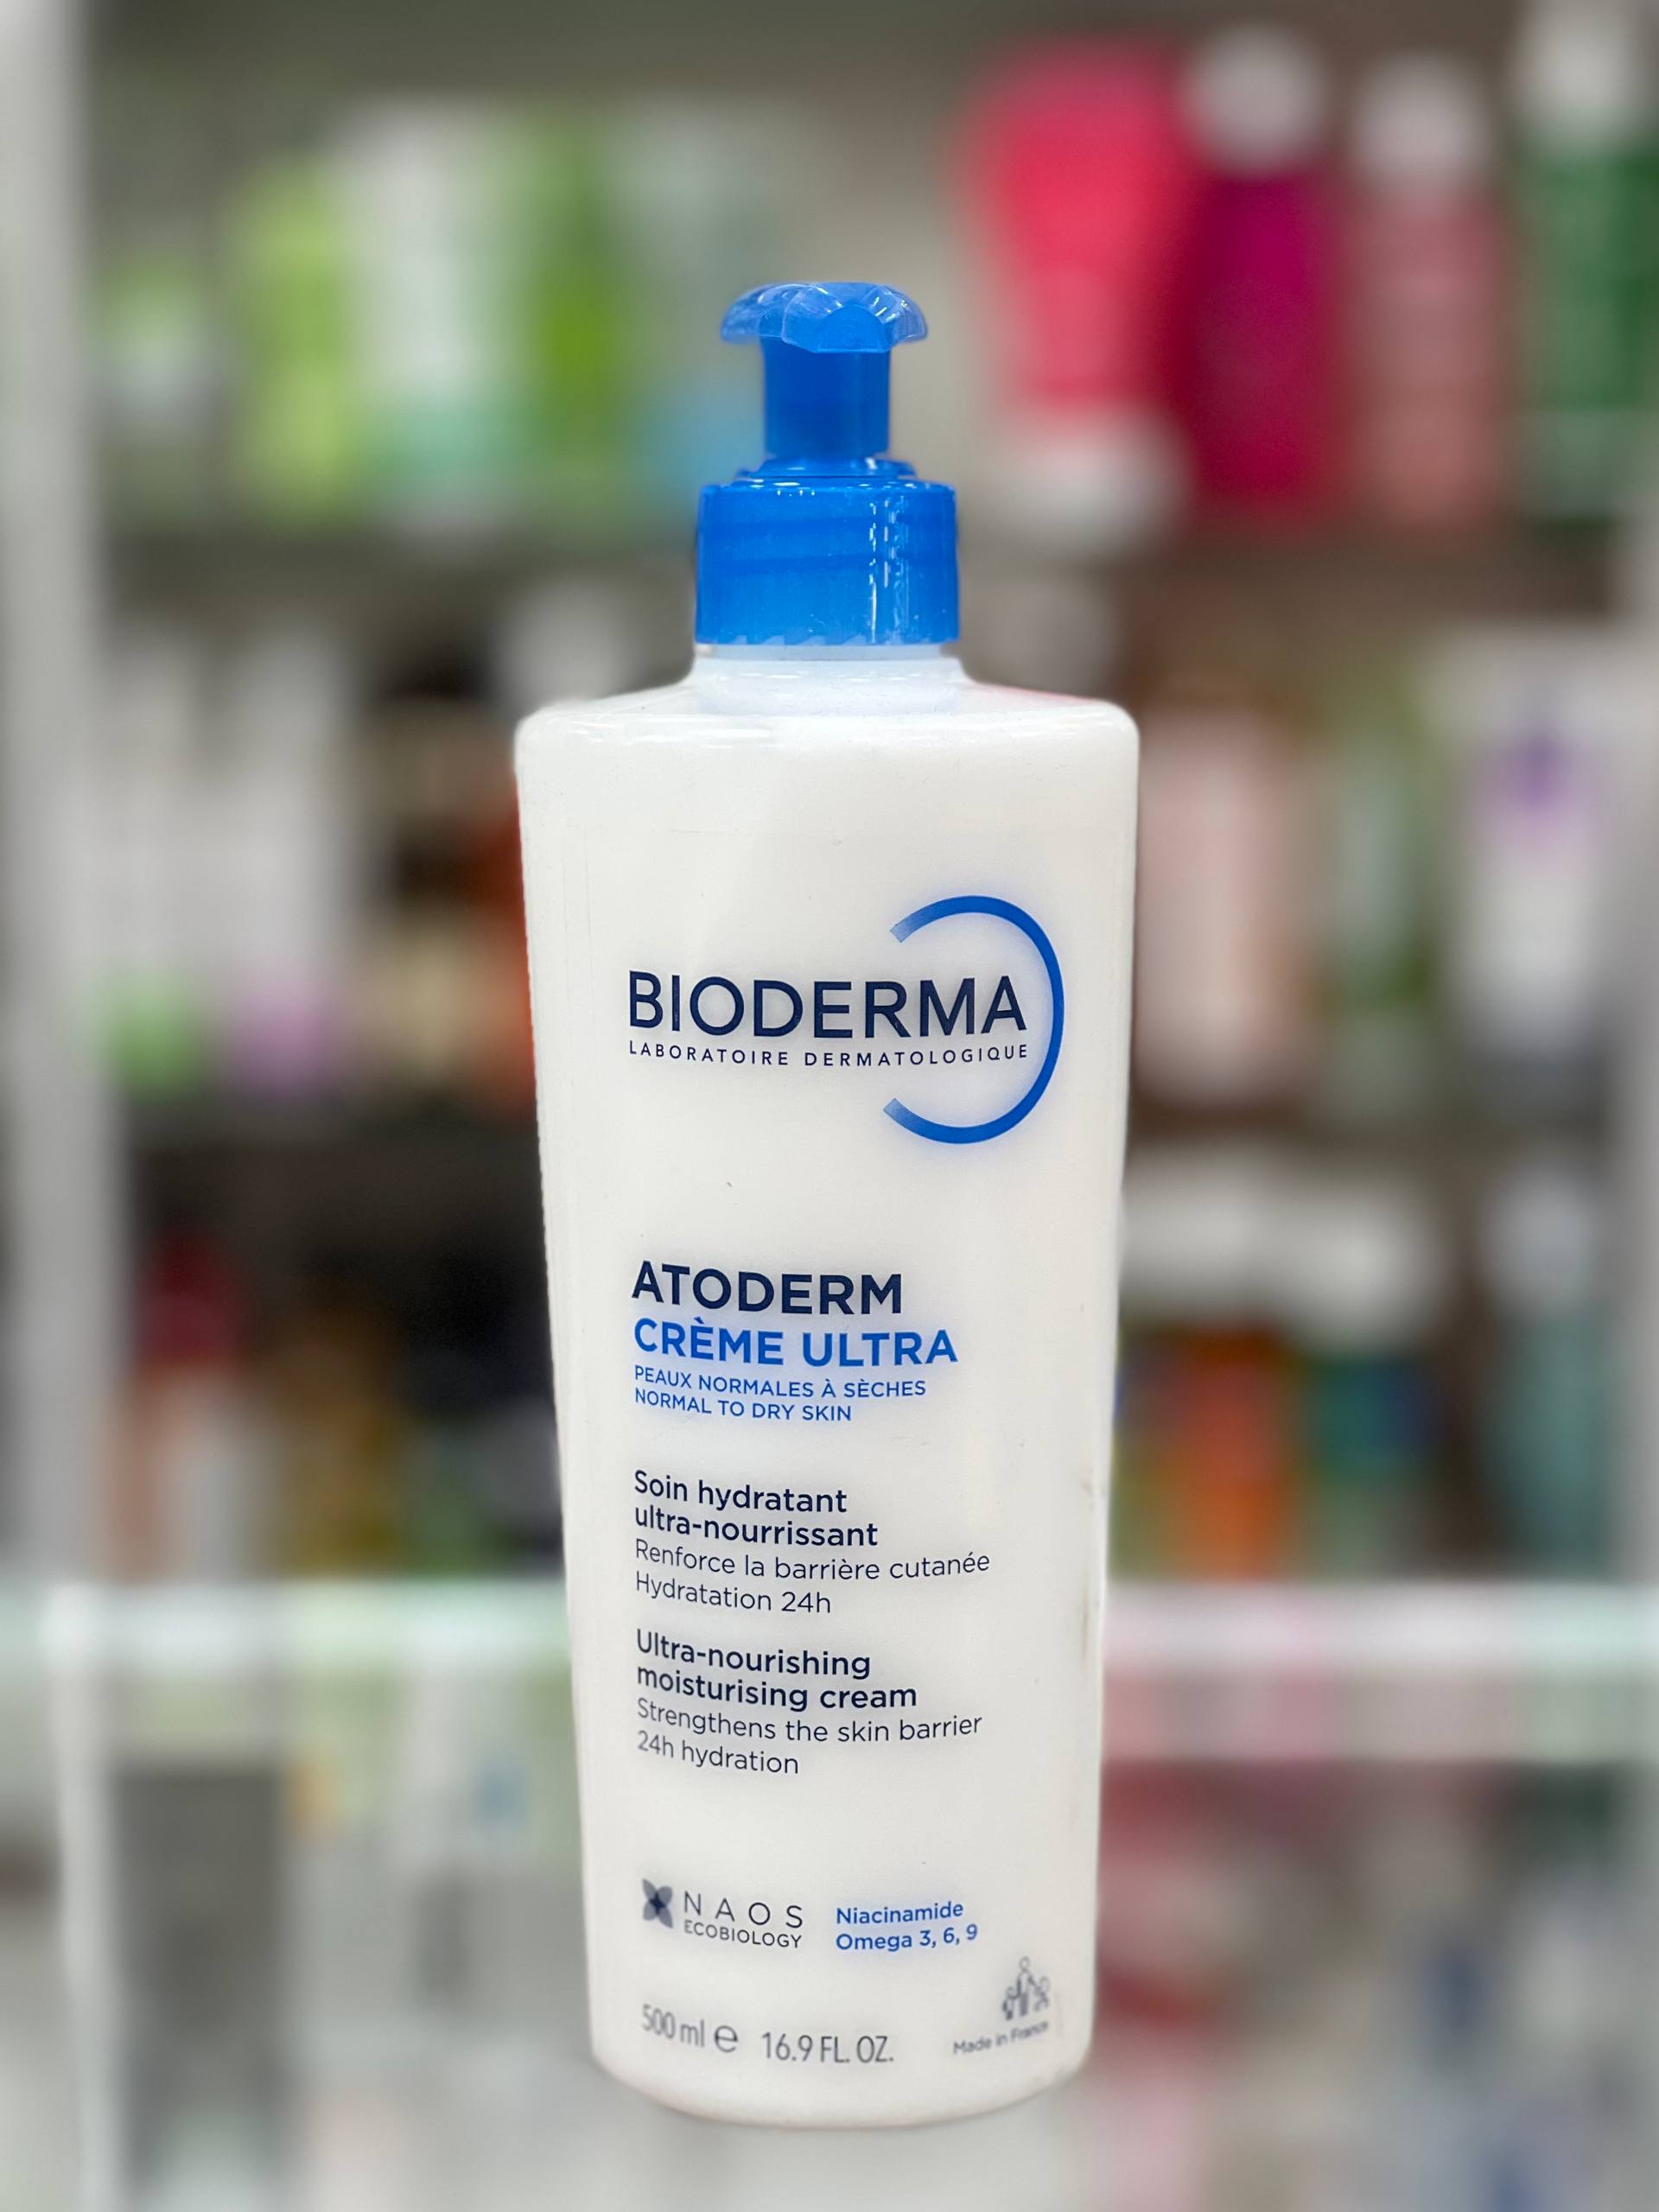 BIODERMA
LABORATOIRE DERMATOLOGIQUE
ATODERM
CRÈME ULTRA
PEAUX NORMALES À SÈCHES
NORMAL TO DRY SKIN
Soin hydratant
ultra-nourrissant
Renforce la barrière cutanée
Hydratation 24h
Ultra-nourishing
moisturising cream
Strengthens the skin barrier
24h hydration
NAOS
ECOBIOLOGY
Niacinamide
Omega 3, 6, 9
500 ml e 16.9 FL. OZ.
Made in France